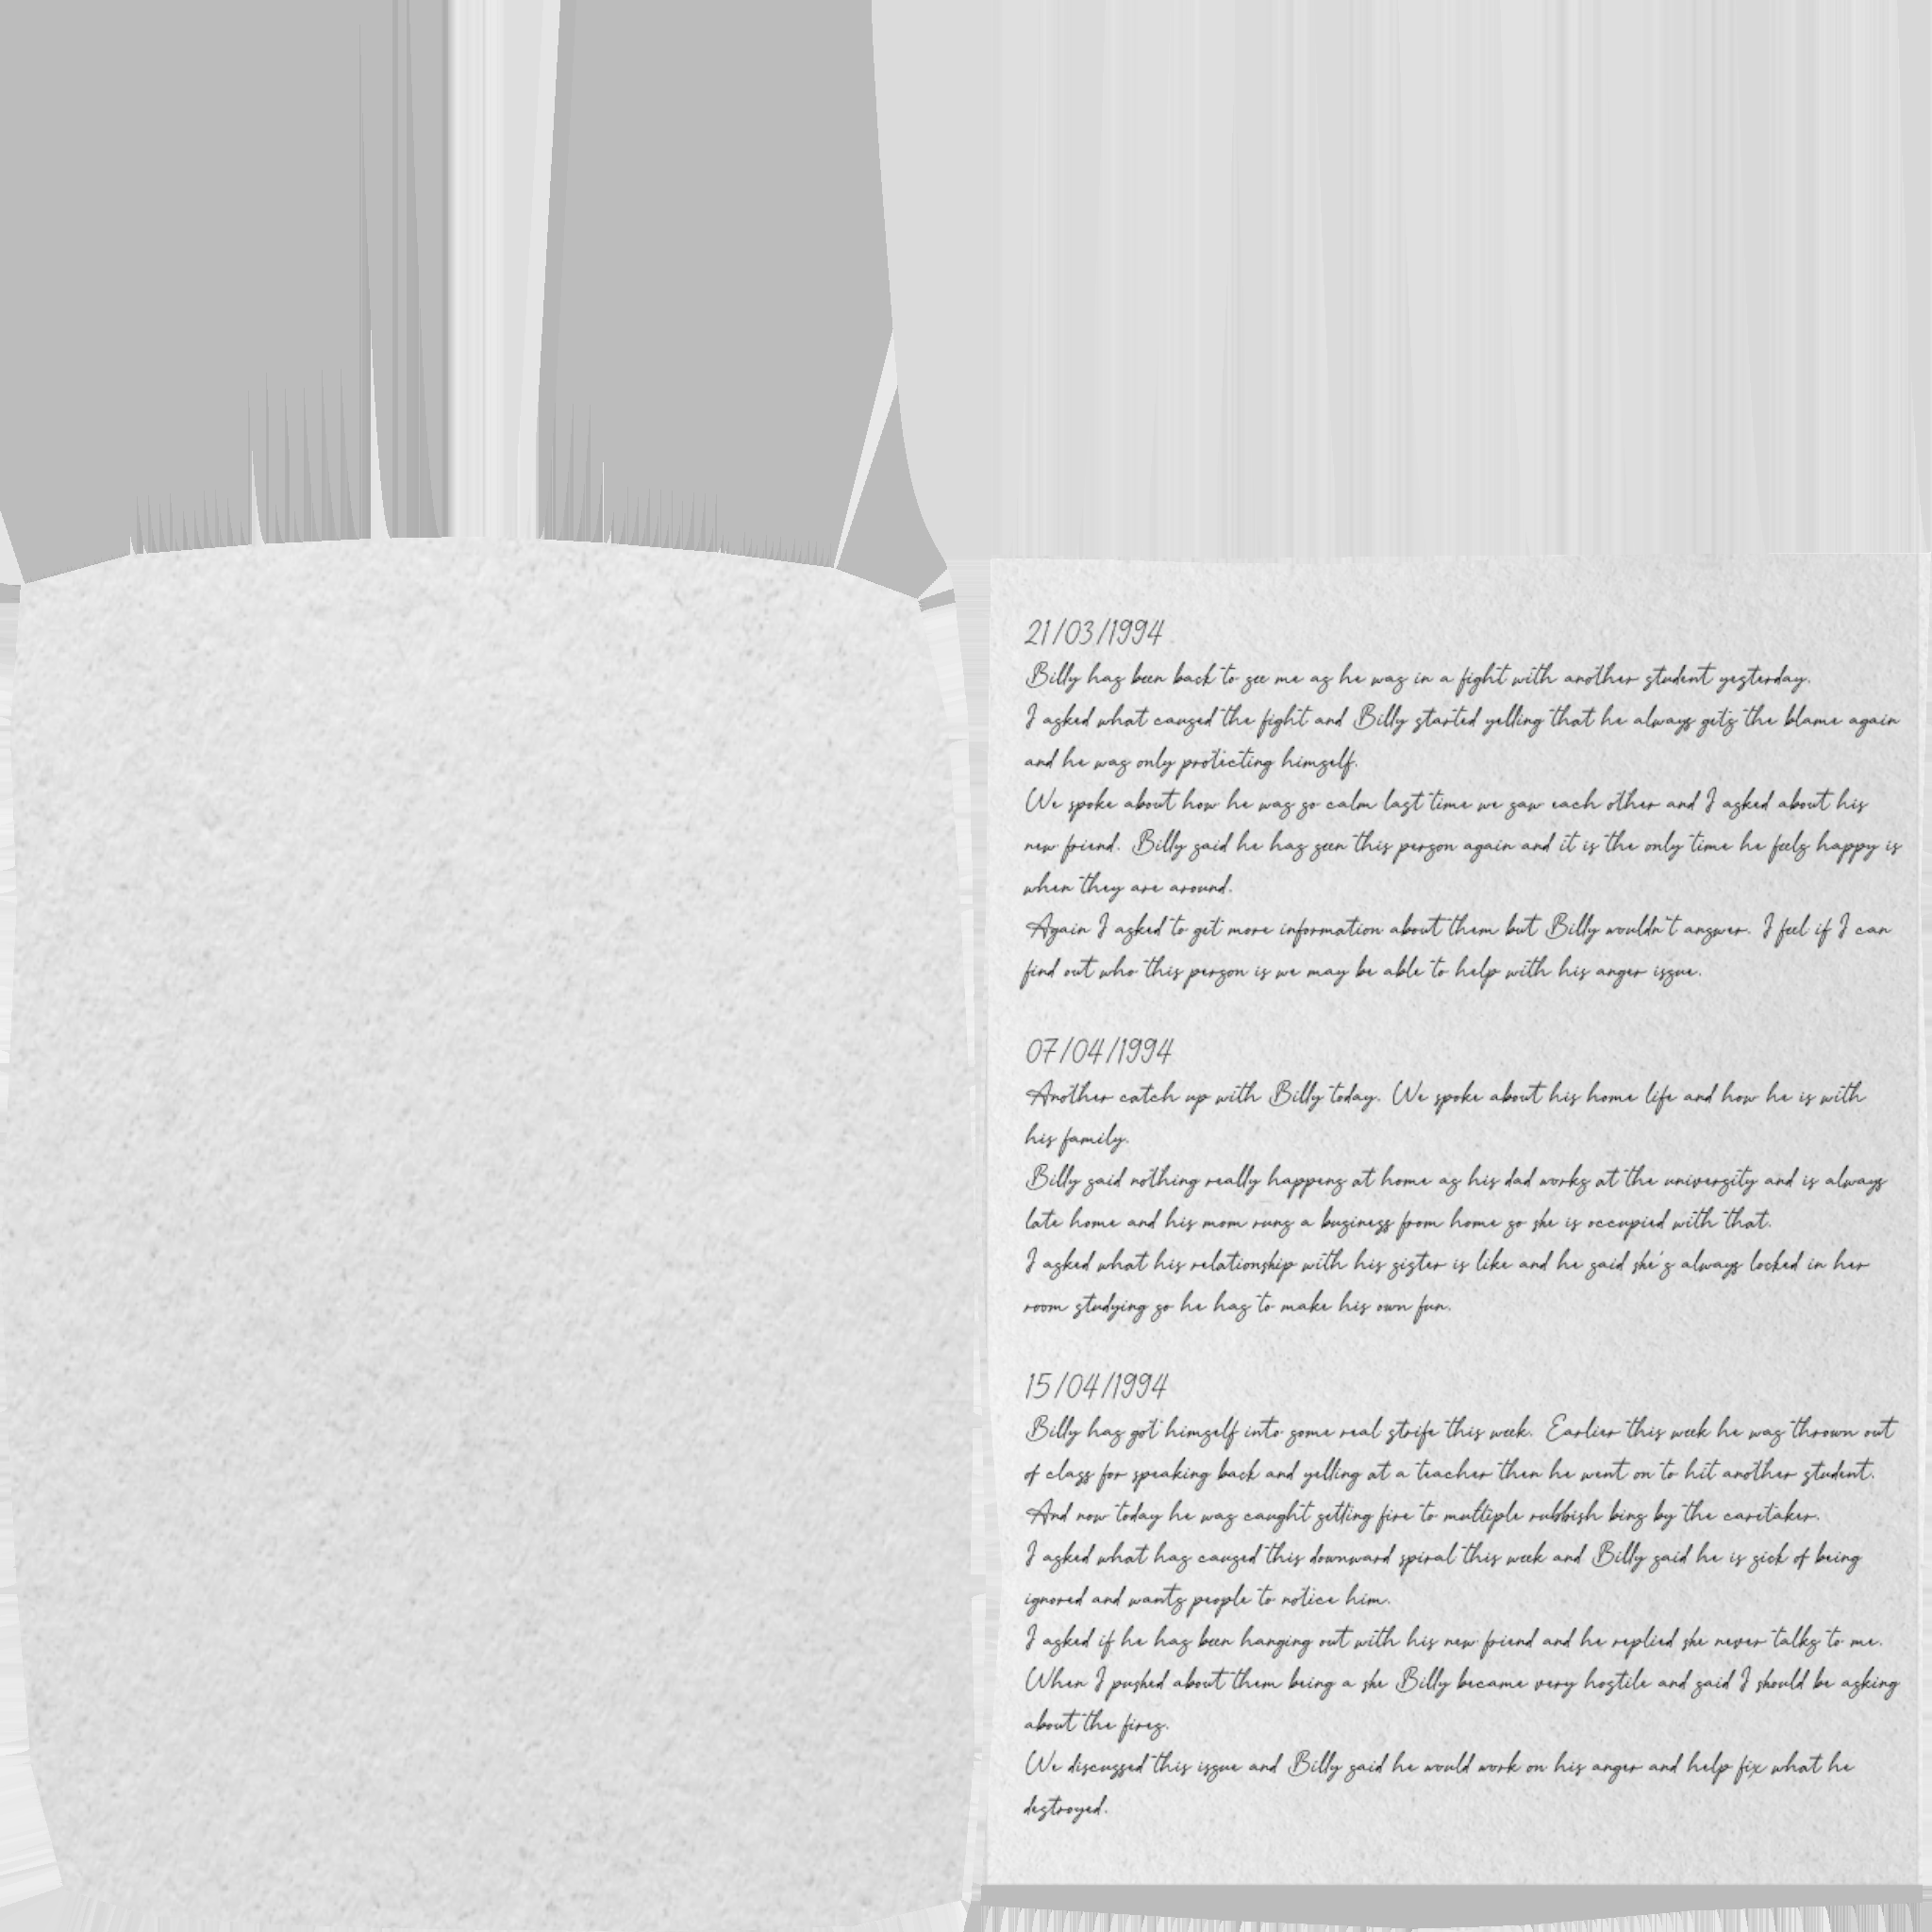 21/03/1994
Billy has been back to see me as he was in a fight with another student yesterday.
I asked what caused the fight and Billy started yelling that he always gets the blame again
and he was only protecting himself.
We spoke about how he was so calm last time we saw each other and I asked about his
new friend. Billy said he has seen this person again and it is the only time he feels happy is
when they are around.
Again I asked to get more information about them but Billy wouldn't answer. I feel if I can
find out who this person is we may be able to help with his anger issue.
07/04/1994
Another catch up with Billy today. We spoke about his home life and how he is with
his family.
Billy said nothing really happens at home as his dad works at the university and is always
late home and his mom runs a business from home so she is occupied with that.
I asked what his relationship with his sister is like and he said she's always locked in her
room studying so he has to make his own fun.
15/04/1994
Billy has got himself into some real strife this week. Earlier this week he was thrown out
of class for speaking back and yelling at a teacher then he went on to hit another student.
And now today he was caught setting fire to multiple rubbish bins by the caretaker.
I asked what has caused this downward spiral this week and Billy said he is sick of being
ignored and wants people to notice him.
I asked if he has been hanging out with his new friend and he replied she never talks to me.
When I pushed about them being a she Billy became very hostile and said I should be asking
about the fires.
We discussed this issue and Billy said he would work on his anger and help fix what he
destroyed.